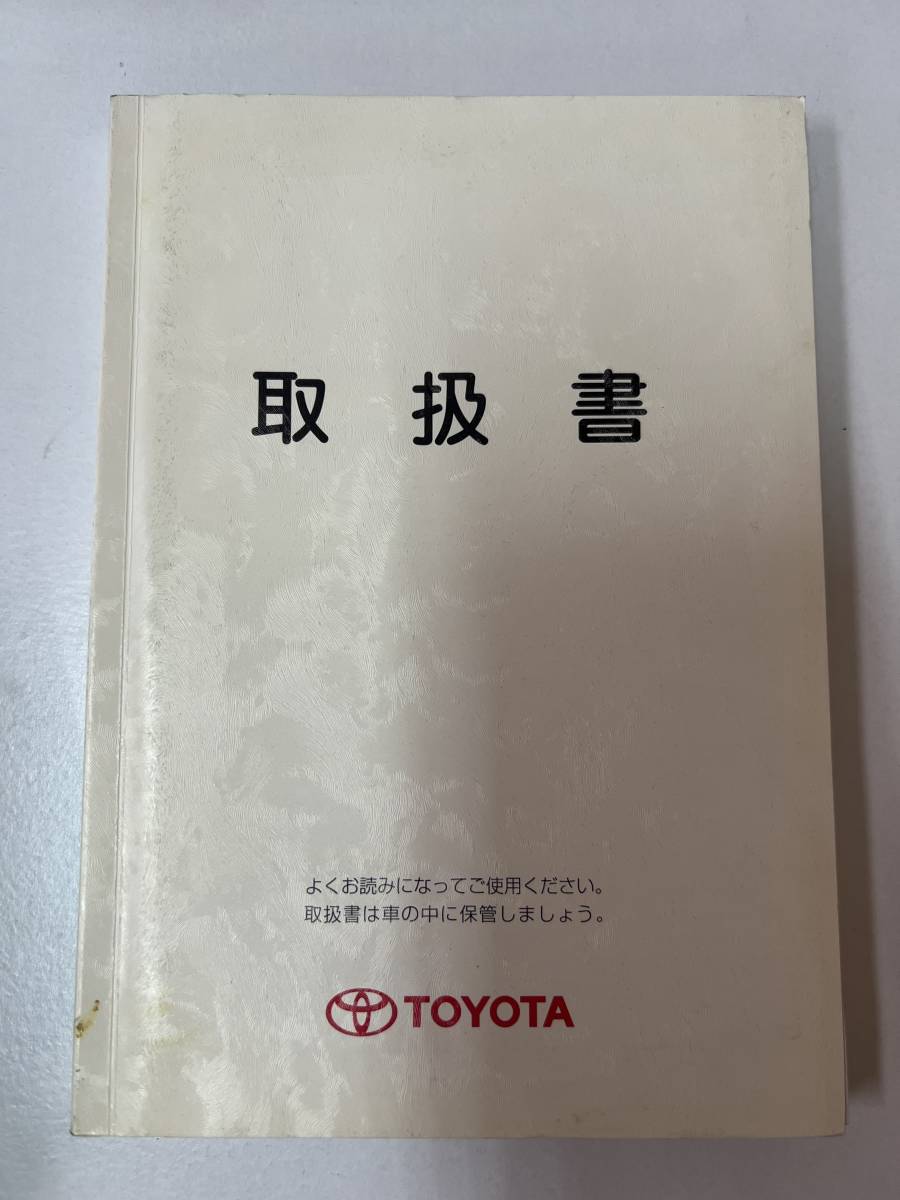 取扱書
よくお読みになってご使用ください。
取扱書は車の中に保管しましょう。
TOYOTA